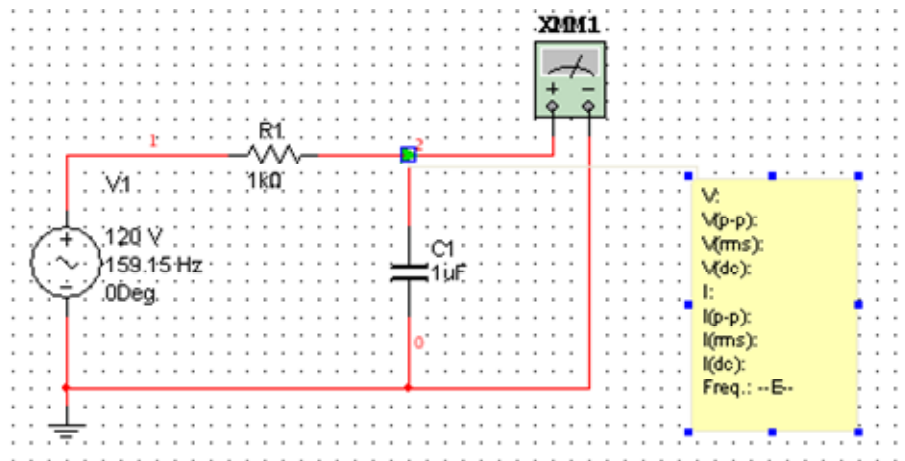 XMM1
+ −
1
R1
1kΩ
2
V1
+
120 V
159.15 Hz
0Deg
−
C1
1uF
0
V:
V(p-p):
V(rms):
V(dc):
I:
I(p-p):
I(rms):
I(dc):
Freq.: --E--